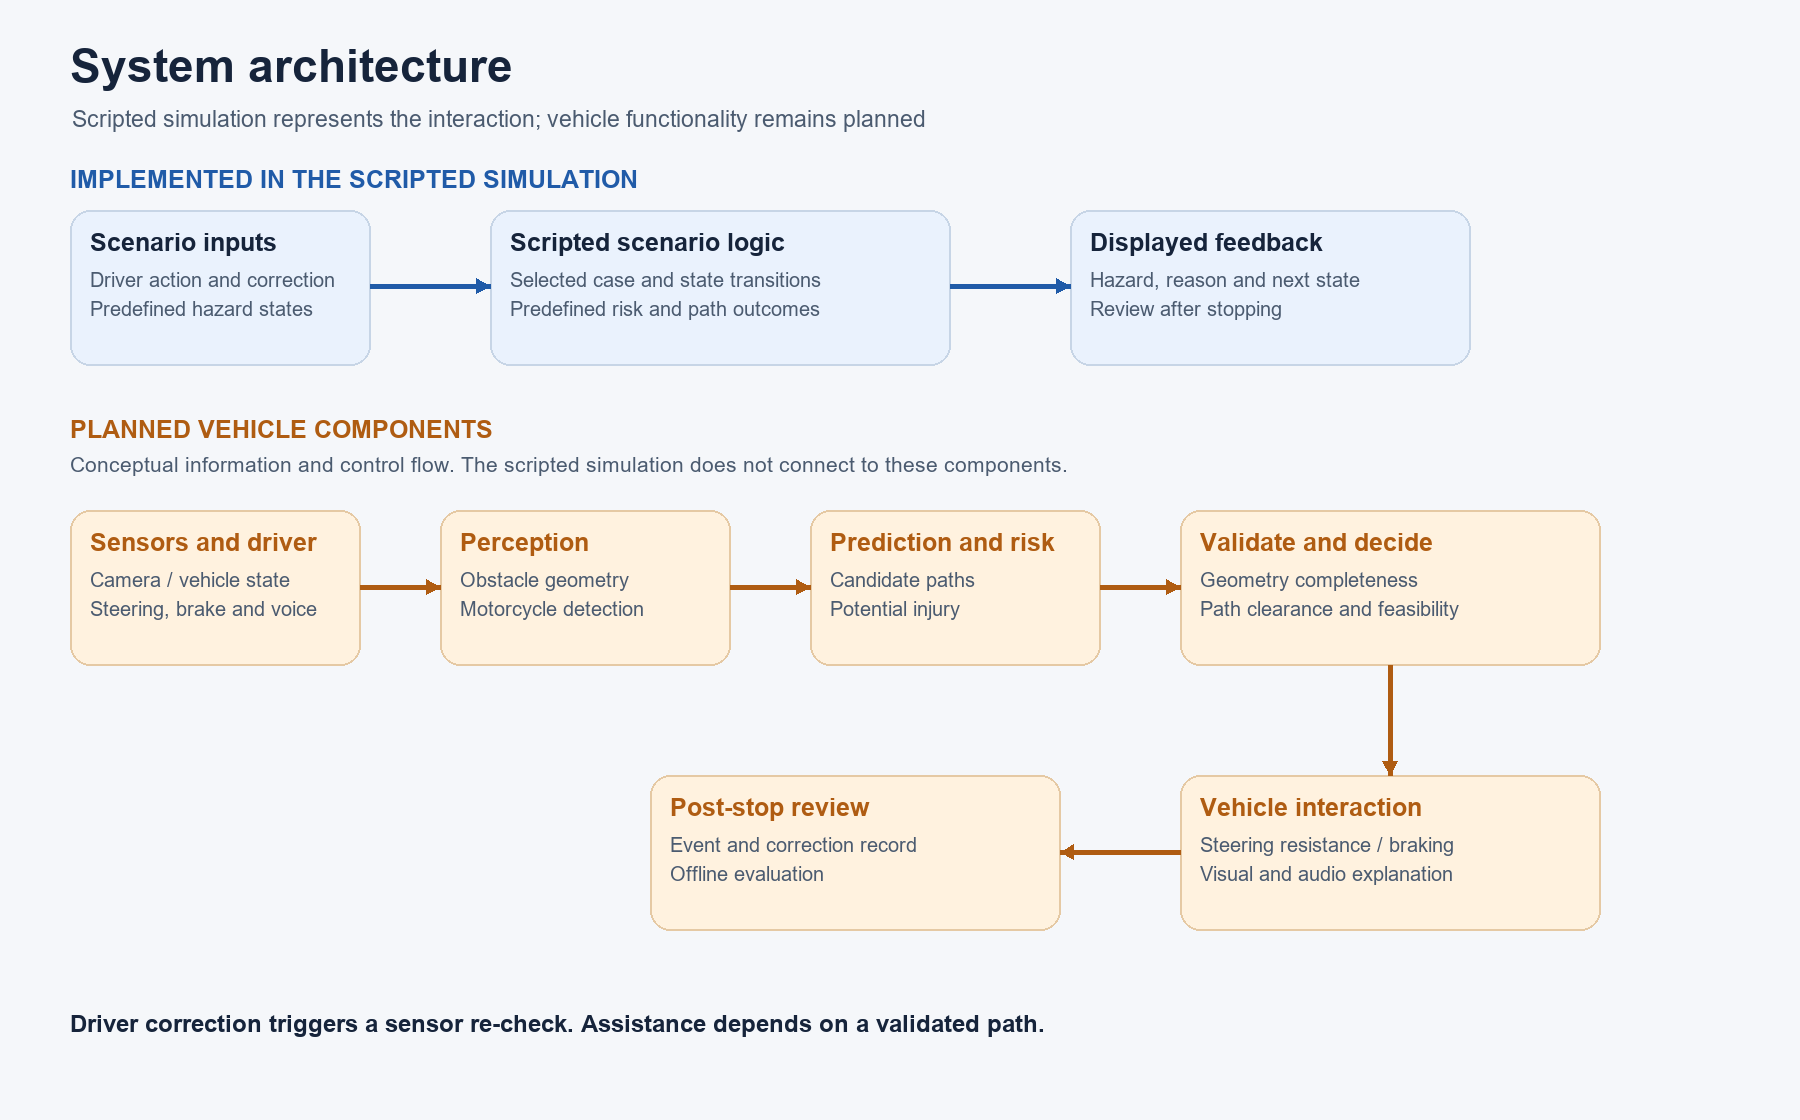 System architecture
Scripted simulation represents the interaction; vehicle functionality remains planned
IMPLEMENTED IN THE SCRIPTED SIMULATION
Scenario inputs
Driver action and correction
Predefined hazard states
Scripted scenario logic
Selected case and state transitions
Predefined risk and path outcomes
Displayed feedback
Hazard, reason and next state
Review after stopping
PLANNED VEHICLE COMPONENTS
Conceptual information and control flow. The scripted simulation does not connect to these components.
Sensors and driver
Camera / vehicle state
Steering, brake and voice
Perception
Obstacle geometry
Motorcycle detection
Prediction and risk
Candidate paths
Potential injury
Validate and decide
Geometry completeness
Path clearance and feasibility
Post-stop review
Event and correction record
Offline evaluation
Vehicle interaction
Steering resistance / braking
Visual and audio explanation
Driver correction triggers a sensor re-check. Assistance depends on a validated path.